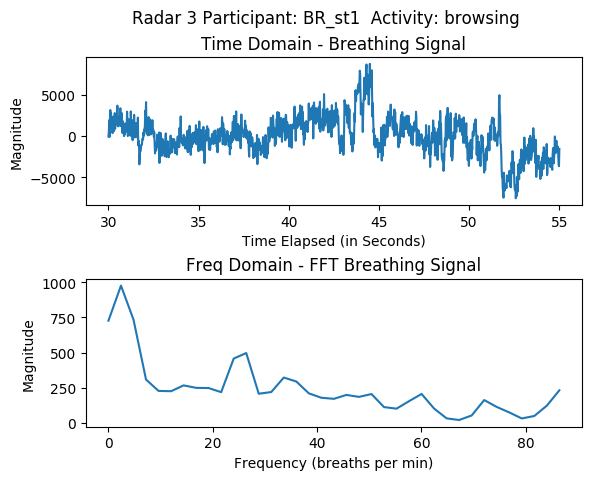 Radar 3 Participant: BR_st1  Activity: browsing
Time Domain - Breathing Signal
Magnitude
5000
0
−5000
30 35 40 45 50 55
Time Elapsed (in Seconds)
Freq Domain - FFT Breathing Signal
Magnitude
1000
750
500
250
0
0 20 40 60 80
Frequency (breaths per min)